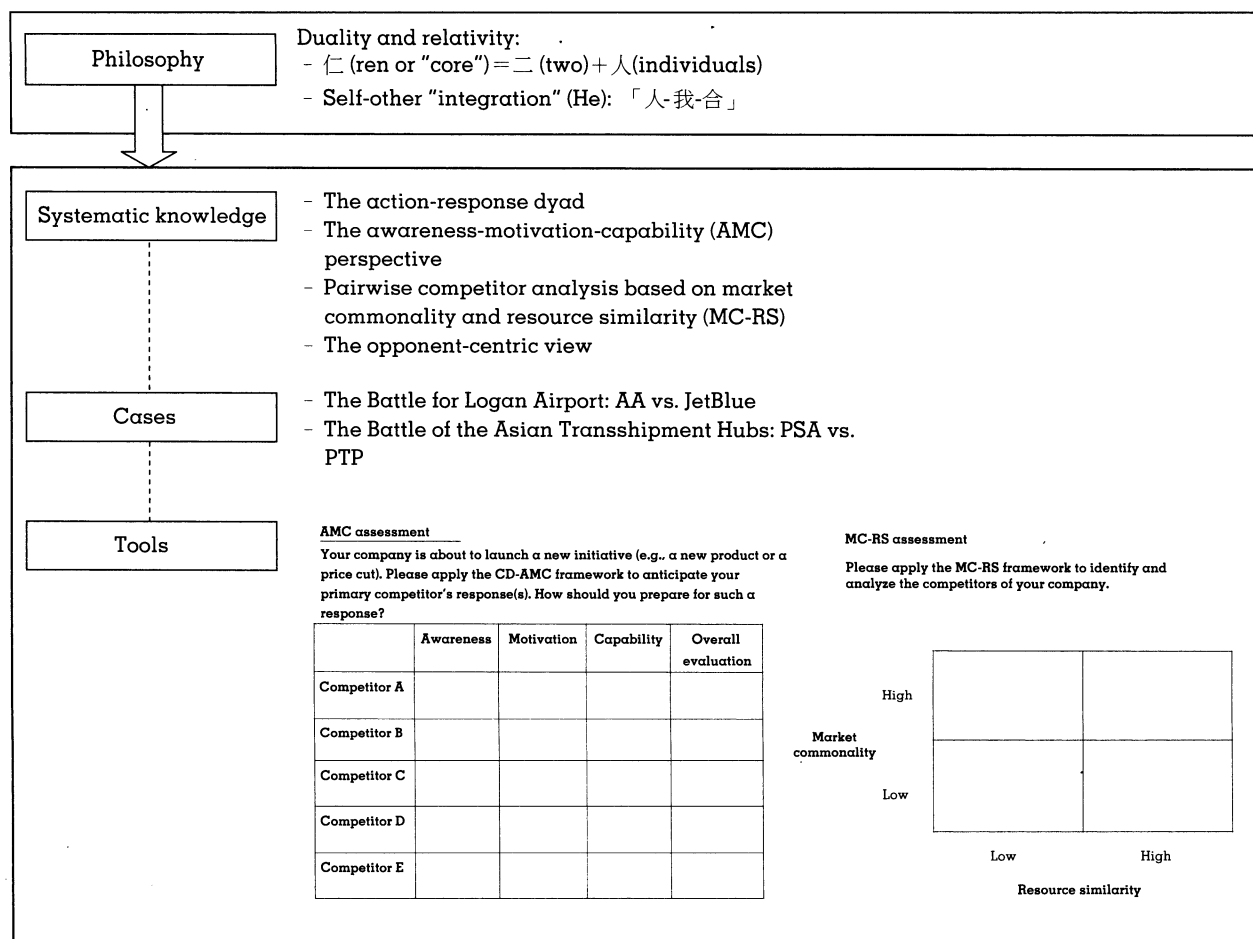 Philosophy
Duality and relativity:
- 仁 (ren or "core")=二 (two)+人(individuals)
- Self-other "integration" (He): 「人-我-合」
Systematic knowledge
- The action-response dyad
- The awareness-motivation-capability (AMC)
perspective
- Pairwise competitor analysis based on market
commonality and resource similarity (MC-RS)
- The opponent-centric view
Cases
- The Battle for Logan Airport: AA vs. JetBlue
- The Battle of the Asian Transshipment Hubs: PSA vs.
PTP
Tools
AMC assessment
Your company is about to launch a new initiative (e.g., a new product or a
price cut). Please apply the CD-AMC framework to anticipate your
primary competitor's response(s). How should you prepare for such a
response?
Awareness Motivation Capability Overall
evaluation
Competitor A
Competitor B
Competitor C
Competitor D
Competitor E
MC-RS assessment
Please apply the MC-RS framework to identify and
analyze the competitors of your company.
High
Market
commonality
Low
Low High
Resource similarity